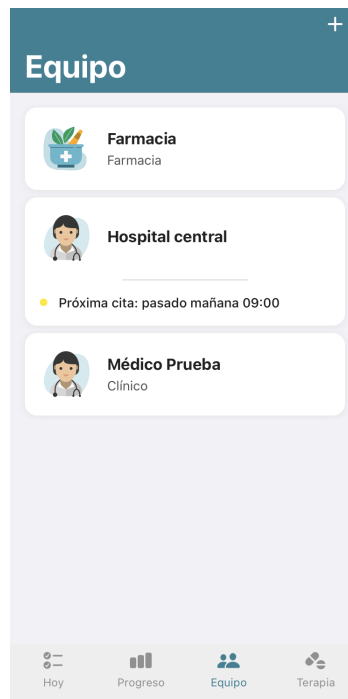 +
Equipo
Farmacia
Farmacia
Hospital central
Próxima cita: pasado mañana 09:00
Médico Prueba
Clínico
Hoy
Progreso
Equipo
Terapia